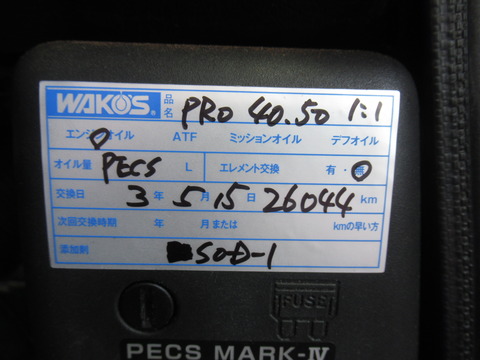 WAKO'S 品名 PRO 40.50 1:1
エンジンオイル ATF ミッションオイル デフオイル
オイル量 PECS L エレメント交換 有・無
交換日 3 年 5 月 15 日 26044 km
次回交換時期 年 月 または kmの早い方
添加剤 S-O-D-1
FUSE
PECS MARK-IV